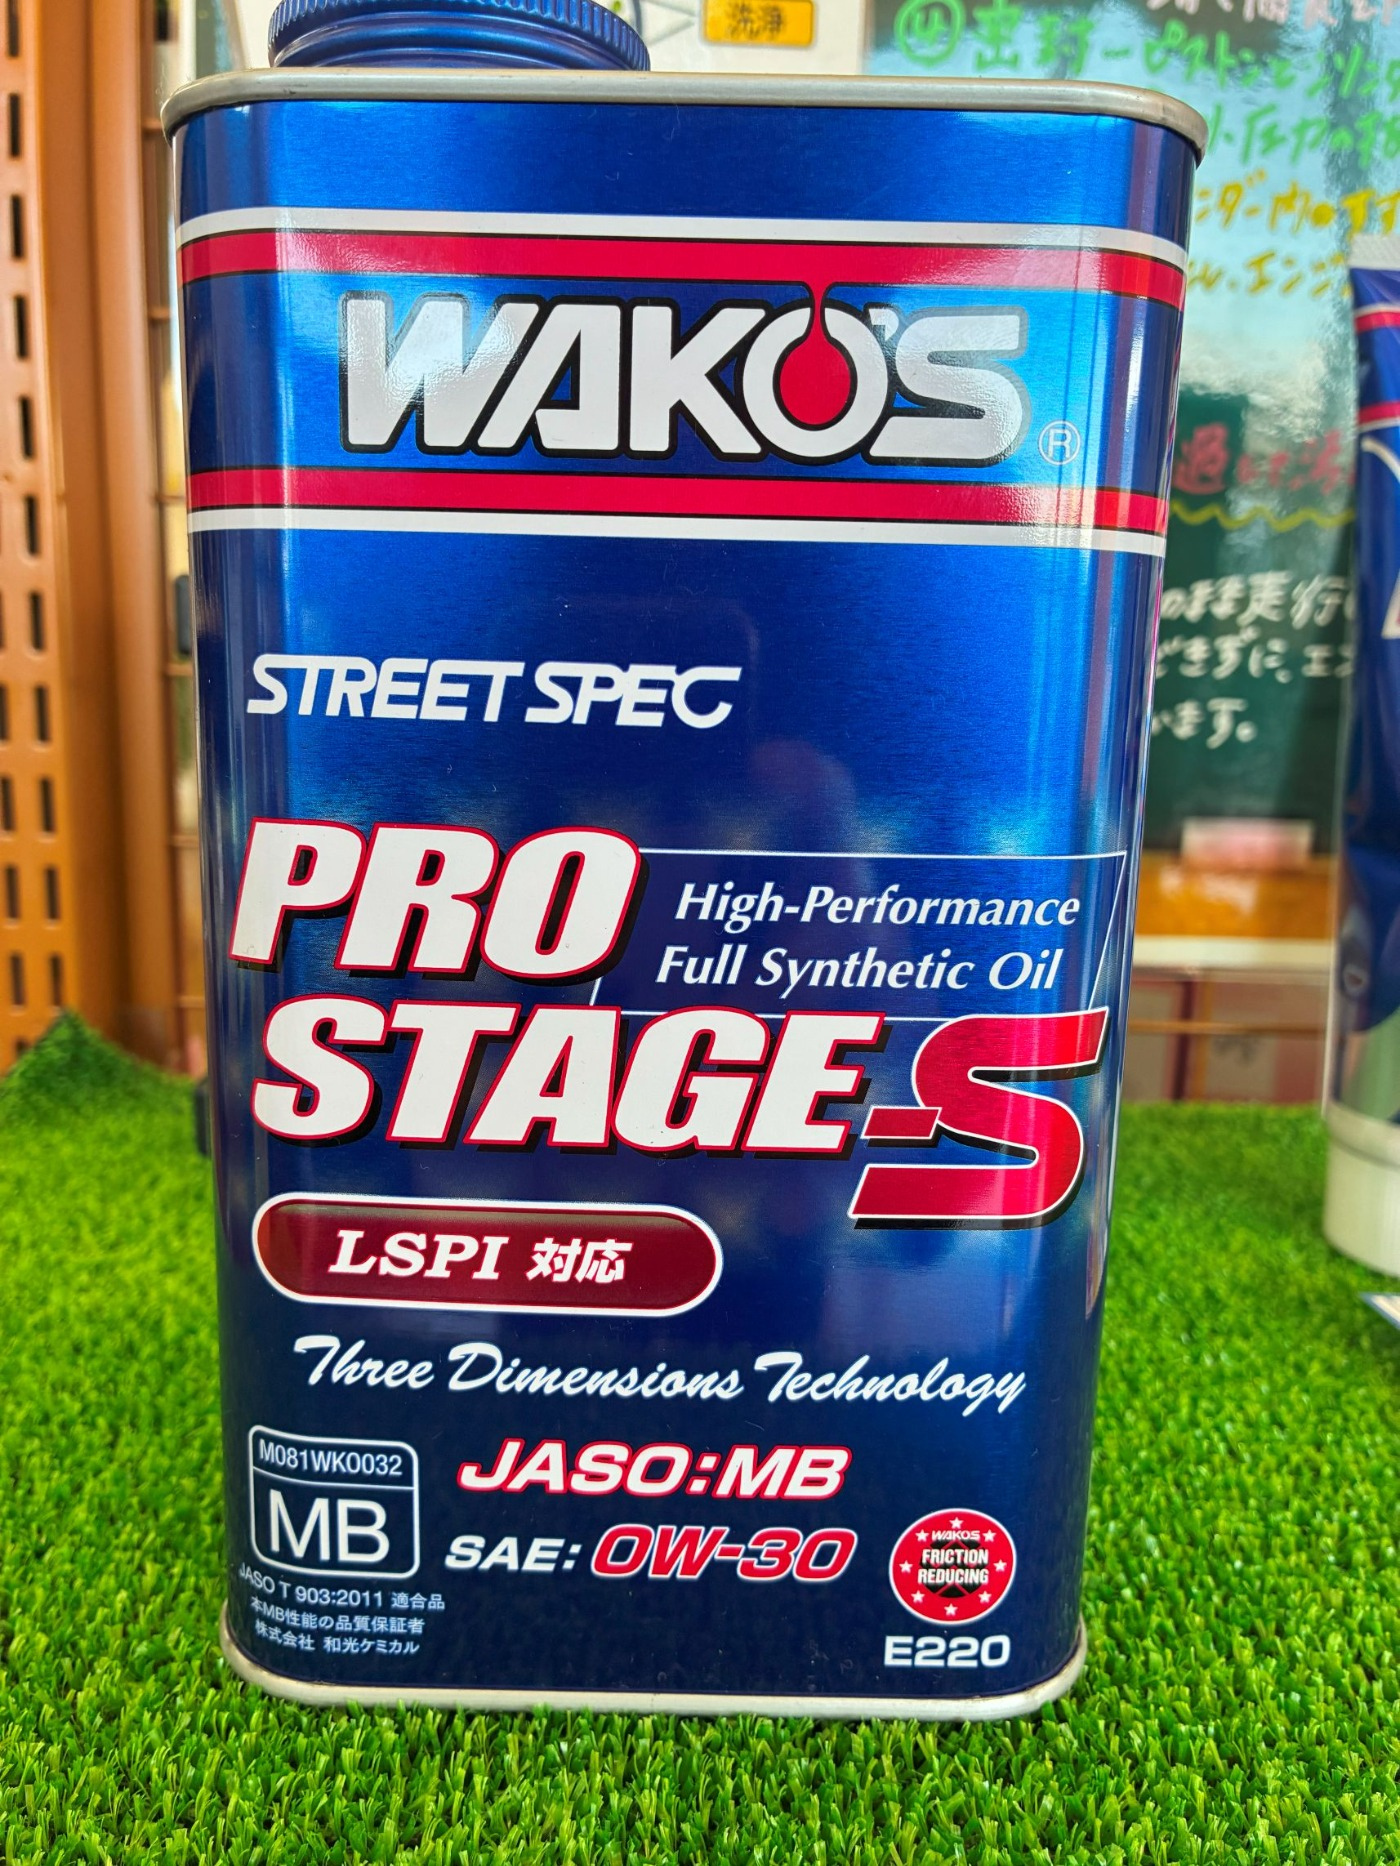 洗浄
WAKO'S®
STREET SPEC
PRO
High-Performance
Full Synthetic Oil
STAGE-S
LSPI 対応
Three Dimensions Technology
M081WK0032
MB
JASO:MB
SAE:0W-30
JASO T 903:2011 適合品
本MB性能の品質保証者
株式会社 和光ケミカル
WAKO'S
FRICTION
REDUCING
E220